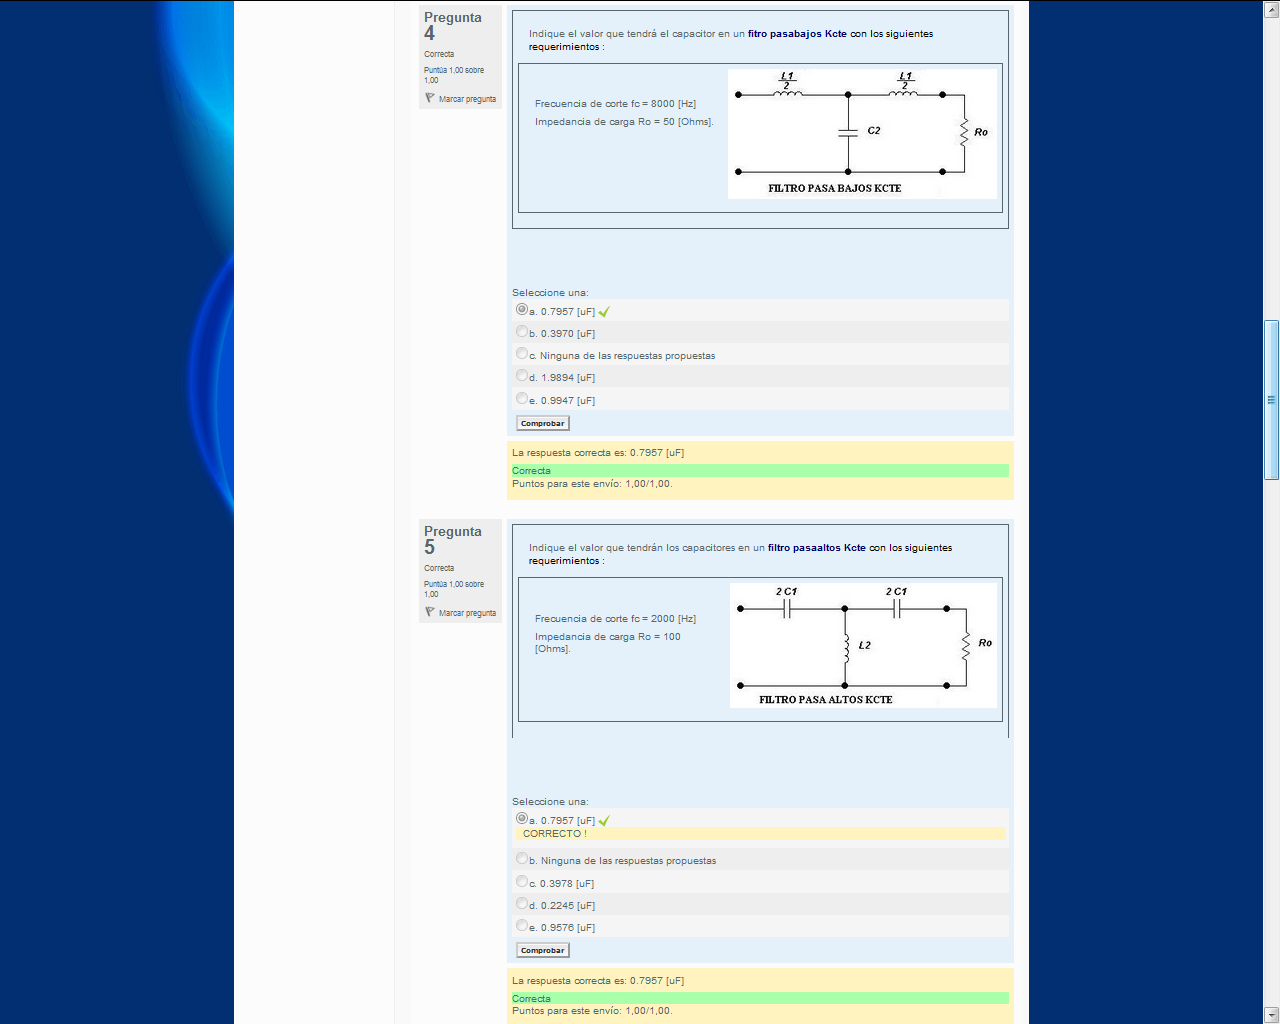 Pregunta
4
Correcta
Puntúa 1,00 sobre
1,00
Marcar pregunta
Indique el valor que tendrá el capacitor en un fitro pasabajos Kcte con los siguientes
requerimientos :
Frecuencia de corte fc = 8000 [Hz]
Impedancia de carga Ro = 50 [Ohms].
L1
2
L1
2
C2
Ro
FILTRO PASA BAJOS KCTE
Seleccione una:
a. 0.7957 [uF]
b. 0.3970 [uF]
c. Ninguna de las respuestas propuestas
d. 1.9894 [uF]
e. 0.9947 [uF]
Comprobar
La respuesta correcta es: 0.7957 [uF]
Correcta
Puntos para este envío: 1,00/1,00.
Pregunta
5
Correcta
Puntúa 1,00 sobre
1,00
Marcar pregunta
Indique el valor que tendrán los capacitores en un filtro pasaaltos Kcte con los siguientes
requerimientos :
Frecuencia de corte fc = 2000 [Hz]
Impedancia de carga Ro = 100
[Ohms].
2 C1
2 C1
L2
Ro
FILTRO PASA ALTOS KCTE
Seleccione una:
a. 0.7957 [uF]
CORRECTO !
b. Ninguna de las respuestas propuestas
c. 0.3978 [uF]
d. 0.2245 [uF]
e. 0.9576 [uF]
Comprobar
La respuesta correcta es: 0.7957 [uF]
Correcta
Puntos para este envío: 1,00/1,00.